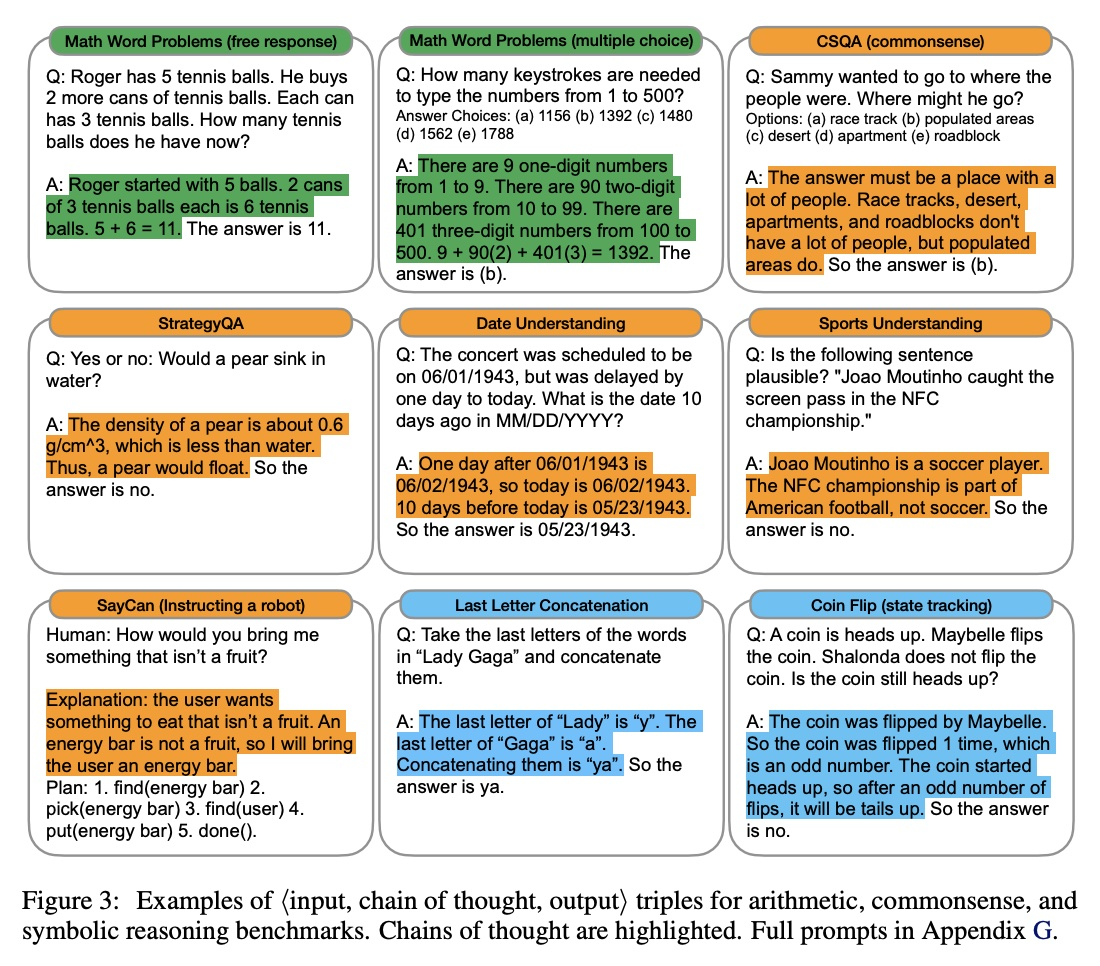 Math Word Problems (free response)
Q: Roger has 5 tennis balls. He buys
2 more cans of tennis balls. Each can
has 3 tennis balls. How many tennis
balls does he have now?
A: Roger started with 5 balls. 2 cans
of 3 tennis balls each is 6 tennis
balls. 5 + 6 = 11. The answer is 11.
Math Word Problems (multiple choice)
Q: How many keystrokes are needed
to type the numbers from 1 to 500?
Answer Choices: (a) 1156 (b) 1392 (c) 1480
(d) 1562 (e) 1788
A: There are 9 one-digit numbers
from 1 to 9. There are 90 two-digit
numbers from 10 to 99. There are
401 three-digit numbers from 100 to
500. 9 + 90(2) + 401(3) = 1392. The
answer is (b).
CSQA (commonsense)
Q: Sammy wanted to go to where the
people were. Where might he go?
Options: (a) race track (b) populated areas
(c) desert (d) apartment (e) roadblock
A: The answer must be a place with a
lot of people. Race tracks, desert,
apartments, and roadblocks don't
have a lot of people, but populated
areas do. So the answer is (b).
StrategyQA
Q: Yes or no: Would a pear sink in
water?
A: The density of a pear is about 0.6
g/cm^3, which is less than water.
Thus, a pear would float. So the
answer is no.
Date Understanding
Q: The concert was scheduled to be
on 06/01/1943, but was delayed by
one day to today. What is the date 10
days ago in MM/DD/YYYY?
A: One day after 06/01/1943 is
06/02/1943, so today is 06/02/1943.
10 days before today is 05/23/1943.
So the answer is 05/23/1943.
Sports Understanding
Q: Is the following sentence
plausible? "Joao Moutinho caught the
screen pass in the NFC
championship."
A: Joao Moutinho is a soccer player.
The NFC championship is part of
American football, not soccer. So the
answer is no.
SayCan (Instructing a robot)
Human: How would you bring me
something that isn’t a fruit?
Explanation: the user wants
something to eat that isn’t a fruit. An
energy bar is not a fruit, so I will bring
the user an energy bar.
Plan: 1. find(energy bar) 2.
pick(energy bar) 3. find(user) 4.
put(energy bar) 5. done().
Last Letter Concatenation
Q: Take the last letters of the words
in “Lady Gaga” and concatenate
them.
A: The last letter of “Lady” is “y”. The
last letter of “Gaga” is “a”.
Concatenating them is “ya”. So the
answer is ya.
Coin Flip (state tracking)
Q: A coin is heads up. Maybelle flips
the coin. Shalonda does not flip the
coin. Is the coin still heads up?
A: The coin was flipped by Maybelle.
So the coin was flipped 1 time, which
is an odd number. The coin started
heads up, so after an odd number of
flips, it will be tails up. So the answer
is no.
Figure 3: Examples of ⟨input, chain of thought, output⟩ triples for arithmetic, commonsense, and
symbolic reasoning benchmarks. Chains of thought are highlighted. Full prompts in Appendix G.